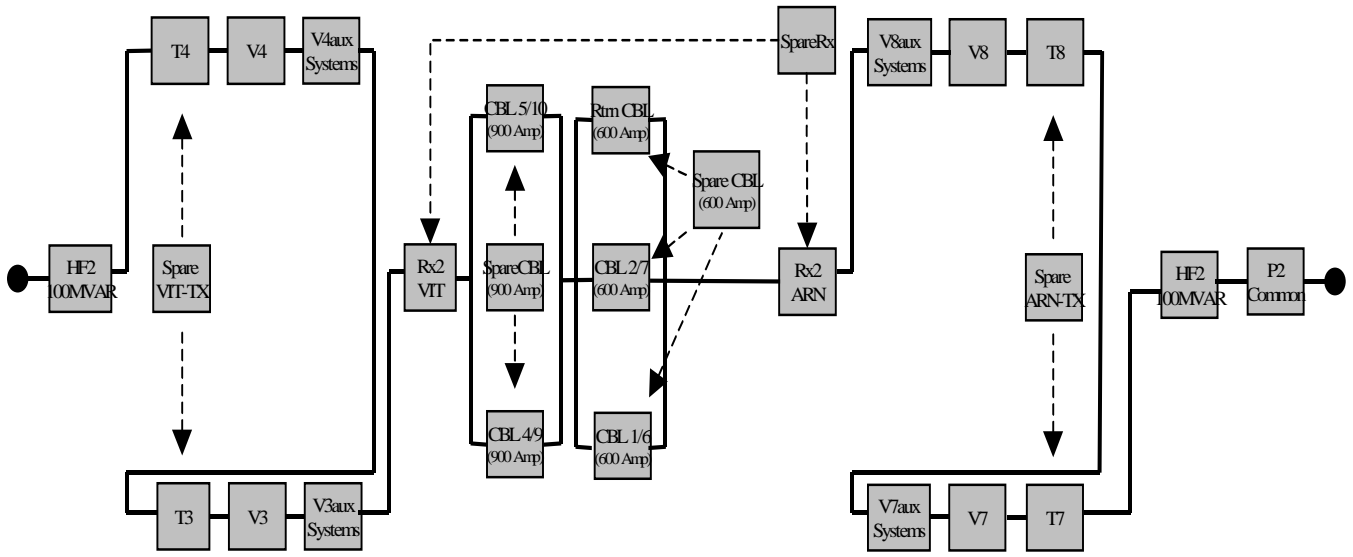 T4
V4
V4aux
Systems
SpareRx
V8aux
Systems
V8
T8
CBL 5/10
(900 Amp)
Rtrn CBL
(600 Amp)
Spare CBL
(600 Amp)
HF2
100MVAR
Spare
VIT-TX
Rx2
VIT
SpareCBL
(900 Amp)
CBL 2/7
(600 Amp)
Rx2
ARN
Spare
ARN-TX
HF2
100MVAR
P2
Common
CBL 4/9
(900 Amp)
CBL 1/6
(600 Amp)
T3
V3
V3aux
Systems
V7aux
Systems
V7
T7